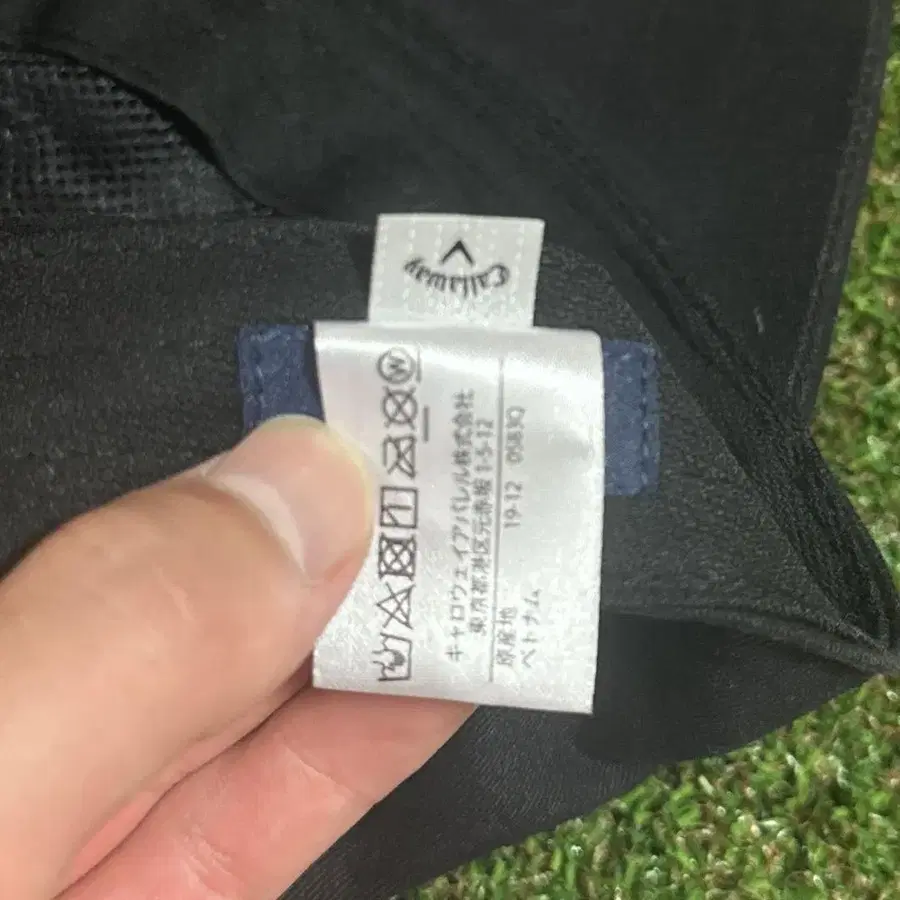 Callaway
W
キャロウェイアパレル株式会社
東京都港区元赤坂1-5-12
19-12 0583Q
原産地
ベトナム